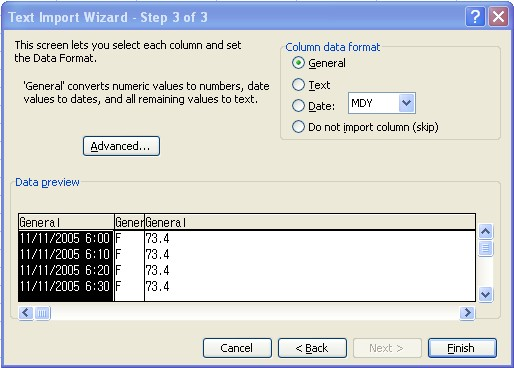 Text Import Wizard - Step 3 of 3
This screen lets you select each column and set
the Data Format.
'General' converts numeric values to numbers, date
values to dates, and all remaining values to text.
Advanced...
Column data format
General
Text
Date: MDY
Do not import column (skip)
Data preview
General Gener General
11/11/2005 6:00 F 73.4
11/11/2005 6:10 F 73.4
11/11/2005 6:20 F 73.4
11/11/2005 6:30 F 73.4
Cancel < Back Next > Finish